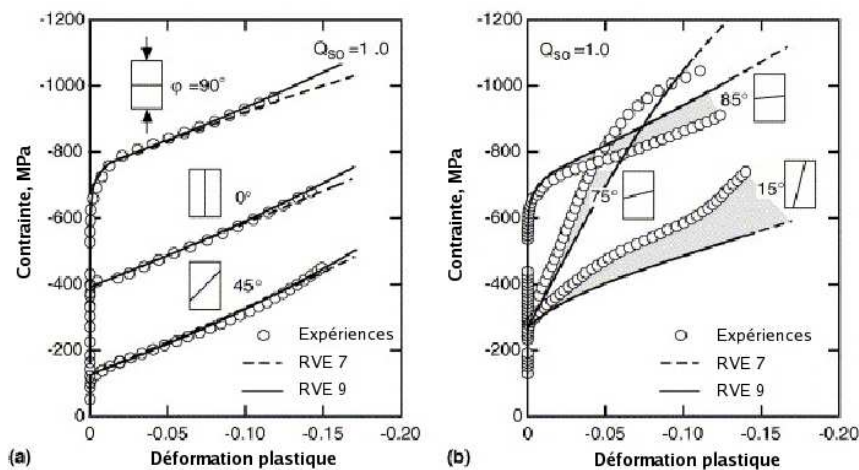 -1200
-1000
-800
-600
-400
-200
0
Contrainte, MPa
Q_SO=1.0
φ=90°
0°
45°
Expériences
RVE 7
RVE 9
0 -0.05 -0.10 -0.15 -0.20
Déformation plastique
(a)
-1200
-1000
-800
-600
-400
-200
0
Contrainte, MPa
Q_SO=1.0
85°
75°
15°
Expériences
RVE 7
RVE 9
0 -0.05 -0.10 -0.15 -0.20
Déformation plastique
(b)